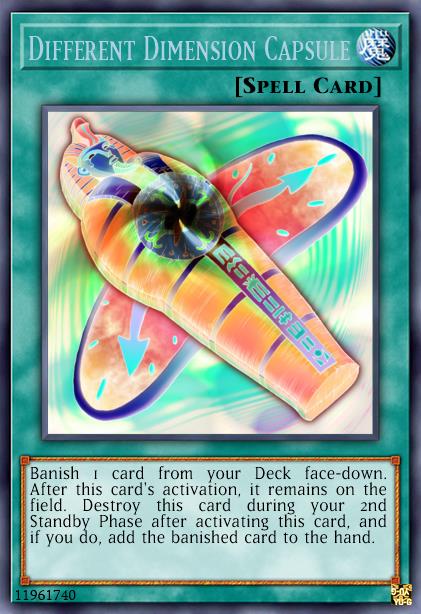 DIFFERENT DIMENSION CAPSULE
魔
[SPELL CARD]
Banish 1 card from your Deck face-down.
After this card's activation, it remains on the
field. Destroy this card during your 2nd
Standby Phase after activating this card, and
if you do, add the banished card to the hand.
11961740